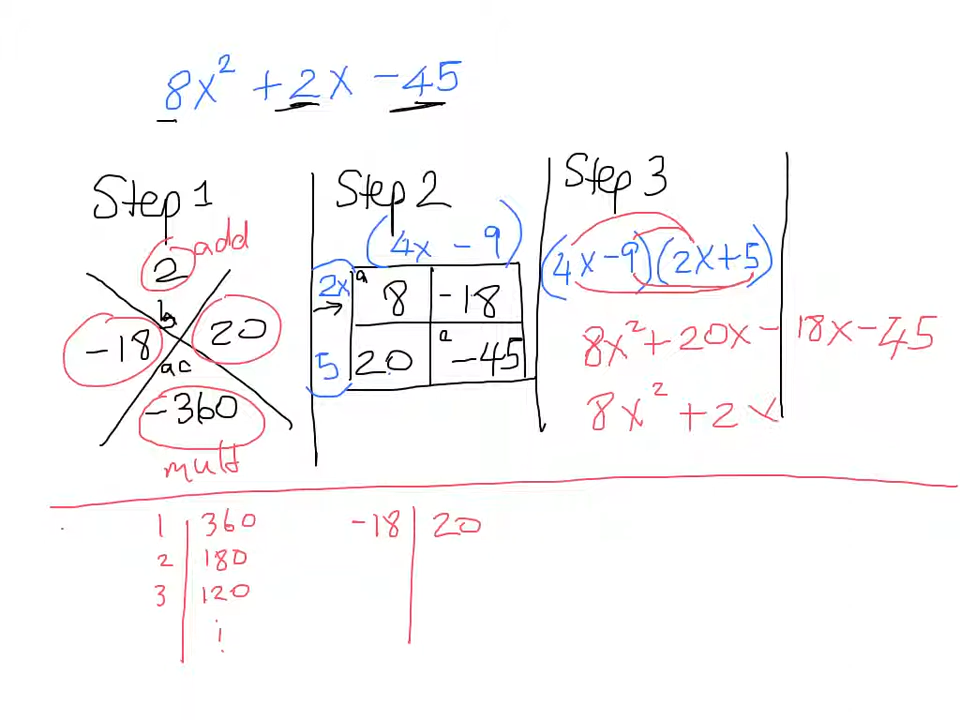 8x² + 2x - 45
Step 1
2 add
b
-18 20
ac
-360
mult
Step 2
(4x - 9)
2x a 8 -18
5 20 a -45
Step 3
(4x - 9)(2x + 5)
8x² + 20x - 18x - 45
8x² + 2x
1 360
2 180
3 120
⋮
-18 20